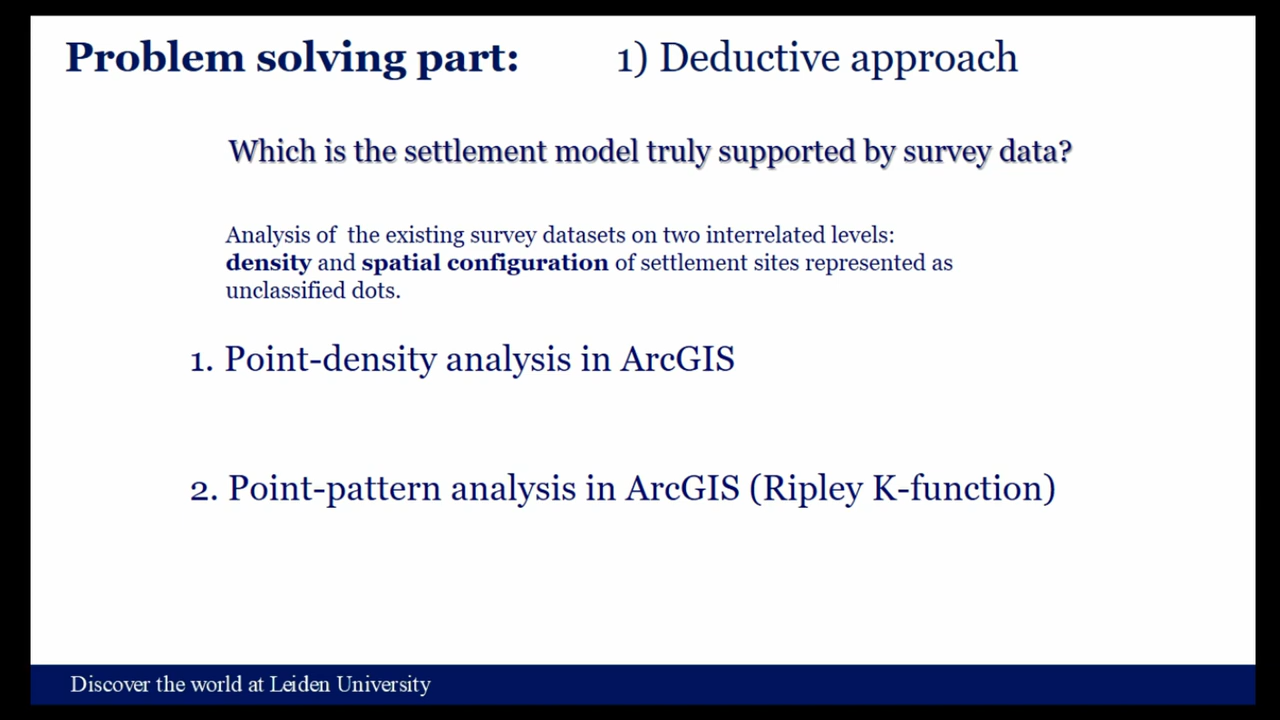 Problem solving part: 1) Deductive approach
Which is the settlement model truly supported by survey data?
Analysis of the existing survey datasets on two interrelated levels:
density and spatial configuration of settlement sites represented as
unclassified dots.
1. Point-density analysis in ArcGIS
2. Point-pattern analysis in ArcGIS (Ripley K-function)
Discover the world at Leiden University